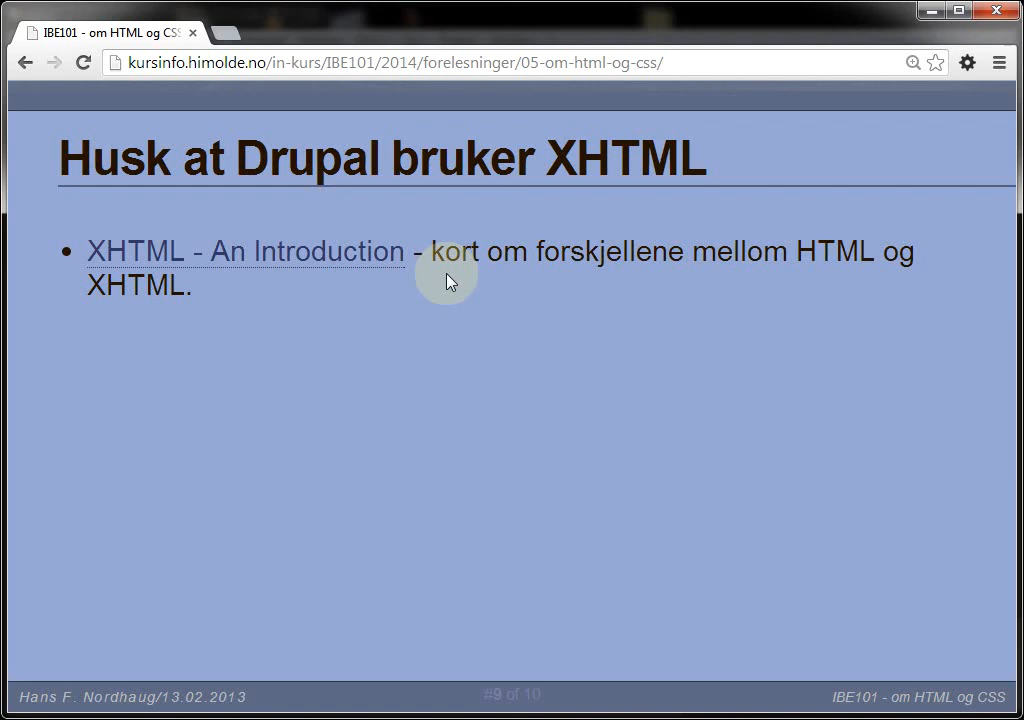 IBE101 - om HTML og CSS
kursinfo.himolde.no/in-kurs/IBE101/2014/forelesninger/05-om-html-og-css/
Husk at Drupal bruker XHTML
XHTML - An Introduction - kort om forskjellene mellom HTML og
XHTML.
Hans F. Nordhaug/13.02.2013
#9 of 10
IBE101 - om HTML og CSS